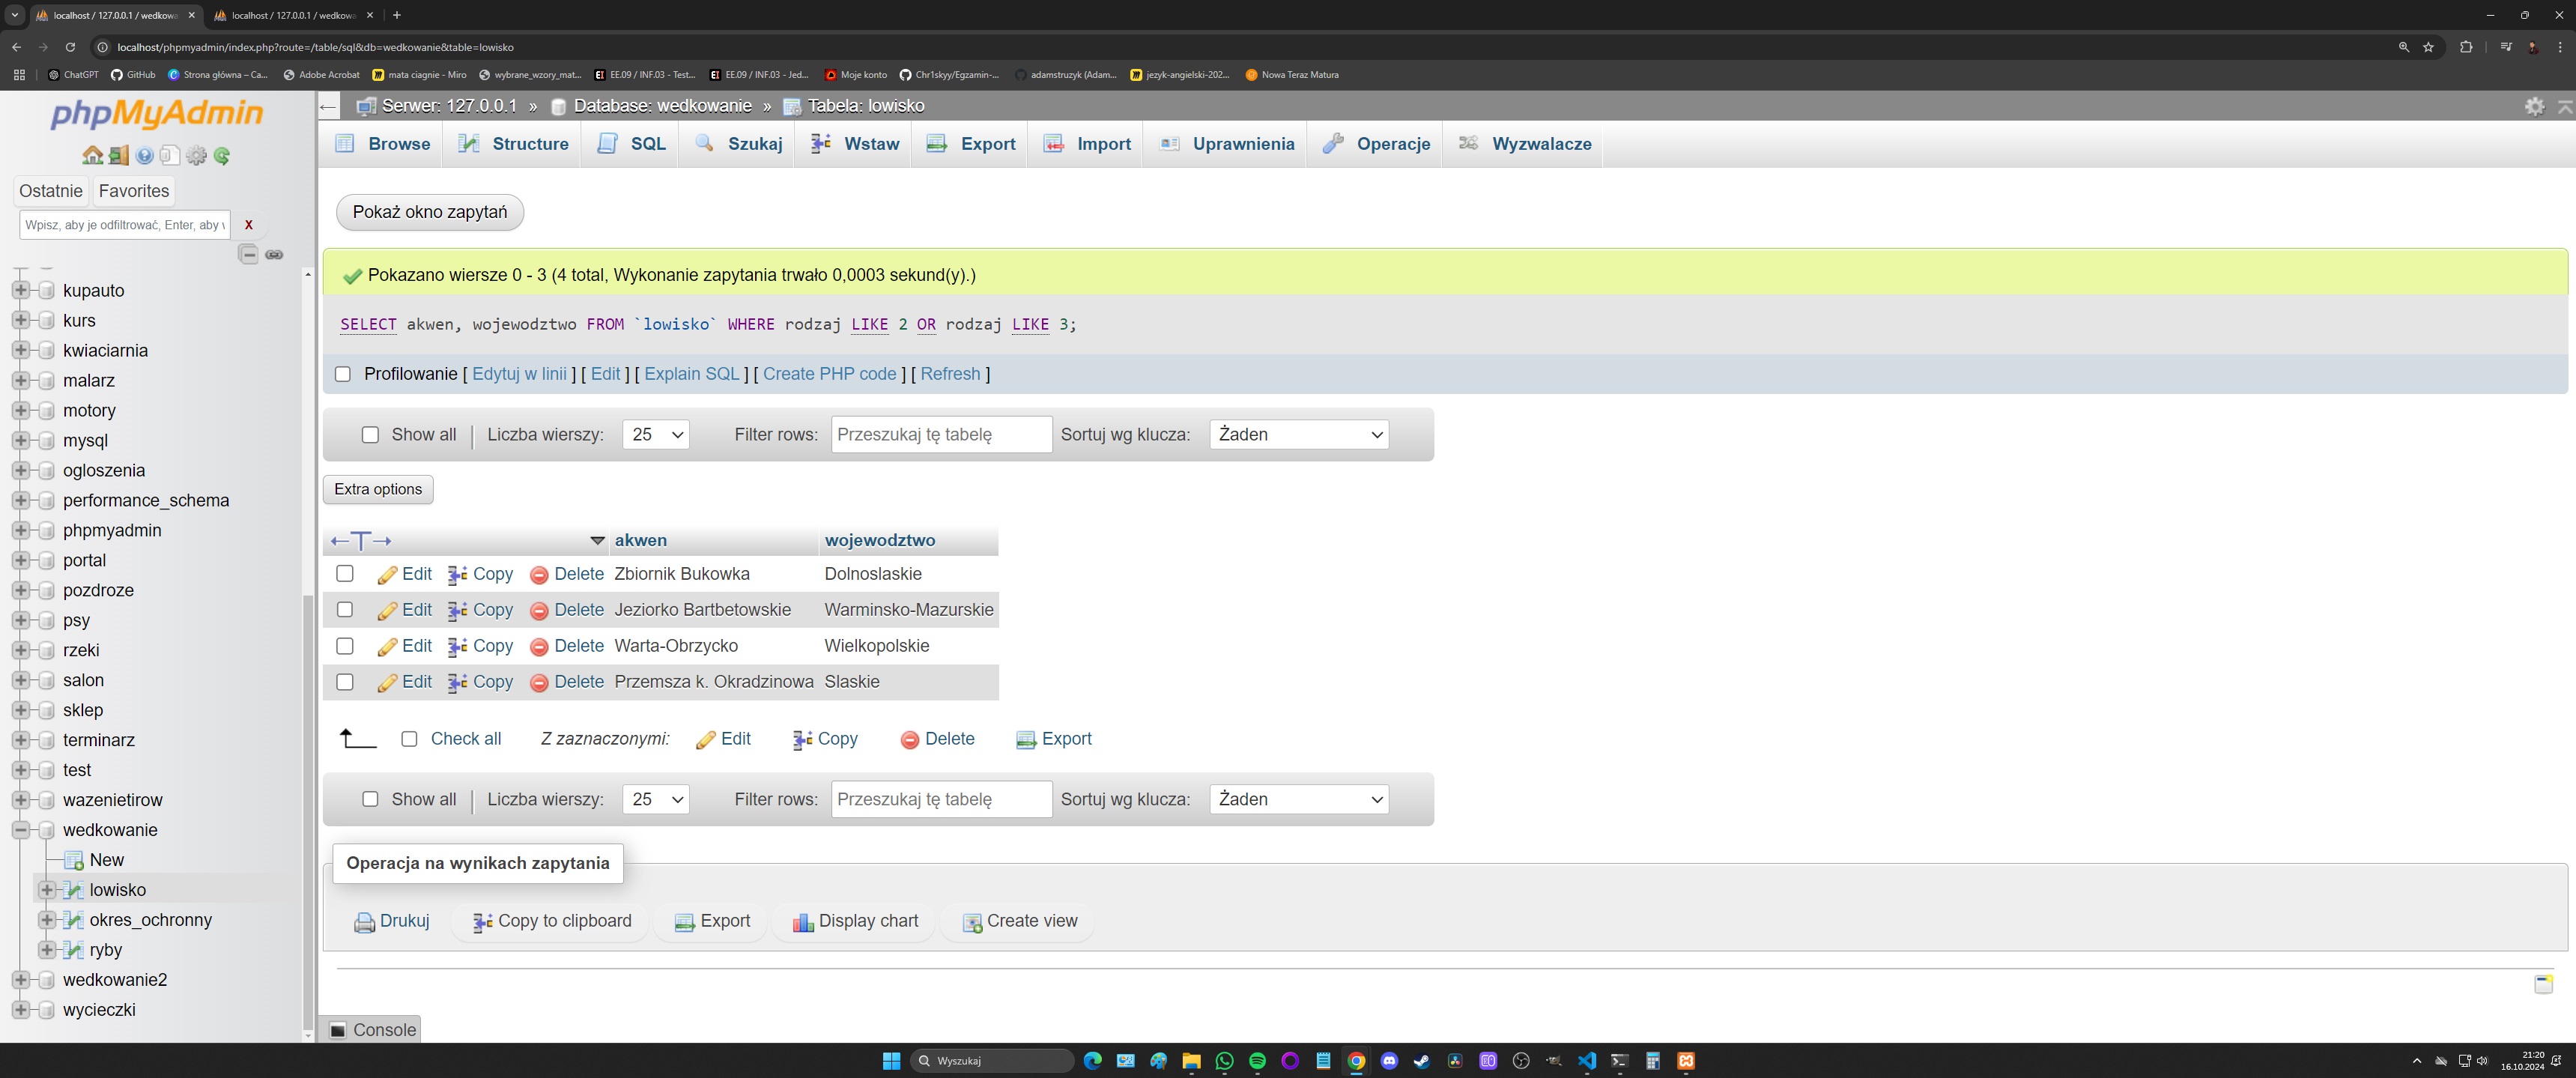 localhost / 127.0.0.1 / wedkowa
localhost / 127.0.0.1 / wedkowa
localhost/phpmyadmin/index.php?route=/table/sql&db=wedkowanie&table=lowisko
ChatGPT
GitHub
Strona główna – Ca...
Adobe Acrobat
mata ciagnie - Miro
wybrane_wzory_mat...
EE.09 / INF.03 - Test...
EE.09 / INF.03 - Jed...
Moje konto
Chr1skyy/Egzamin-...
adamstruzyk (Adam...
jezyk-angielski-202...
Nowa Teraz Matura
phpMyAdmin
Ostatnie
Favorites
Wpisz, aby je odfiltrować, Enter, aby
X
kupauto
kurs
kwiaciarnia
malarz
motory
mysql
ogloszenia
performance_schema
phpmyadmin
portal
pozdroze
psy
rzeki
salon
sklep
terminarz
test
wazenietirow
wedkowanie
New
lowisko
okres_ochronny
ryby
wedkowanie2
wycieczki
Serwer: 127.0.0.1 » Database: wedkowanie » Tabela: lowisko
Browse
Structure
SQL
Szukaj
Wstaw
Export
Import
Uprawnienia
Operacje
Wyzwalacze
Pokaż okno zapytań
Pokazano wiersze 0 - 3 (4 total, Wykonanie zapytania trwało 0,0003 sekund(y).)
SELECT akwen, wojewodztwo FROM `lowisko` WHERE rodzaj LIKE 2 OR rodzaj LIKE 3;
Profilowanie [ Edytuj w linii ] [ Edit ] [ Explain SQL ] [ Create PHP code ] [ Refresh ]
Show all | Liczba wierszy: 25 Filter rows: Przeszukaj tę tabelę Sortuj wg klucza: Żaden
Extra options
akwen wojewodztwo
Edit Copy Delete Zbiornik Bukowka Dolnoslaskie
Edit Copy Delete Jeziorko Bartbetowskie Warminsko-Mazurskie
Edit Copy Delete Warta-Obrzycko Wielkopolskie
Edit Copy Delete Przemsza k. Okradzinowa Slaskie
Check all Z zaznaczonymi: Edit Copy Delete Export
Show all | Liczba wierszy: 25 Filter rows: Przeszukaj tę tabelę Sortuj wg klucza: Żaden
Operacja na wynikach zapytania
Drukuj Copy to clipboard Export Display chart Create view
Console
Wyszukaj
21:20
16.10.2024